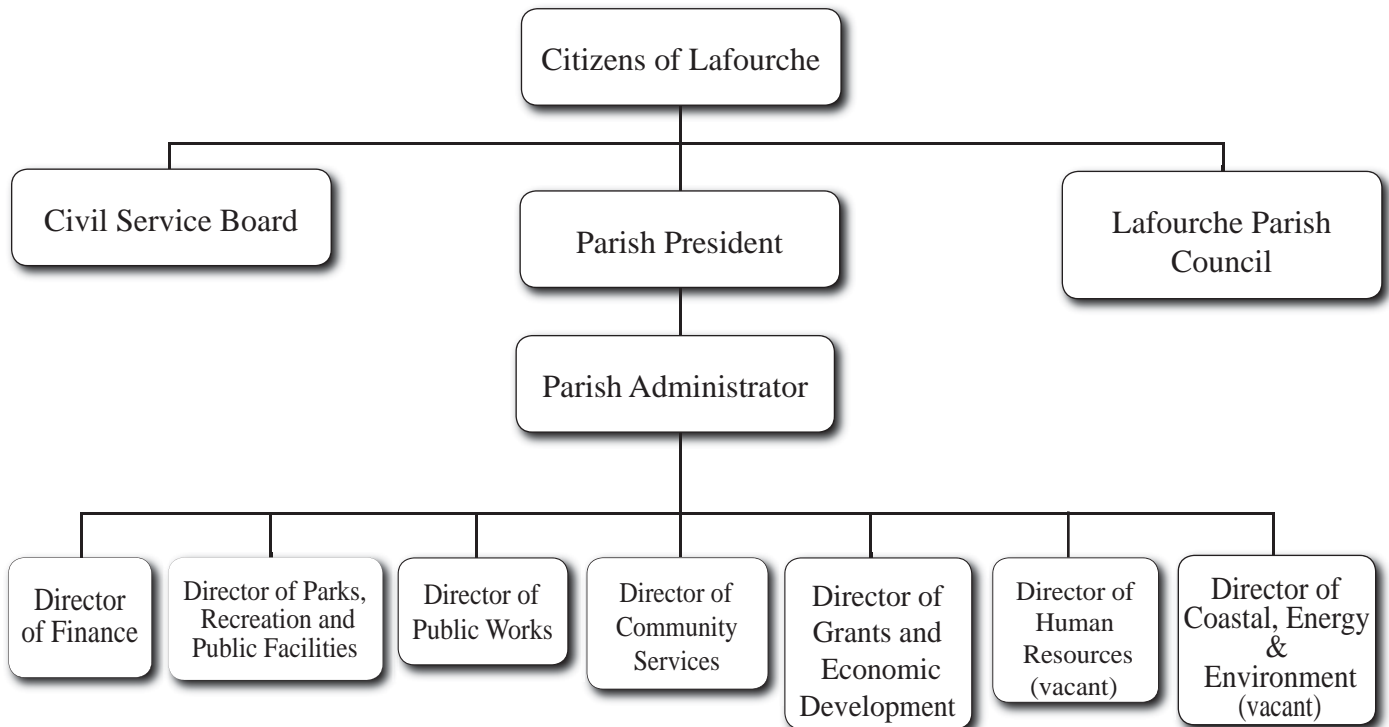 Citizens of Lafourche
Civil Service Board
Parish President
Lafourche Parish
Council
Parish Administrator
Director
of Finance
Director of Parks,
Recreation and
Public Facilities
Director of
Public Works
Director of
Community
Services
Director of
Grants and
Economic
Development
Director of
Human
Resources
(vacant)
Director of
Coastal, Energy
&
Environment
(vacant)